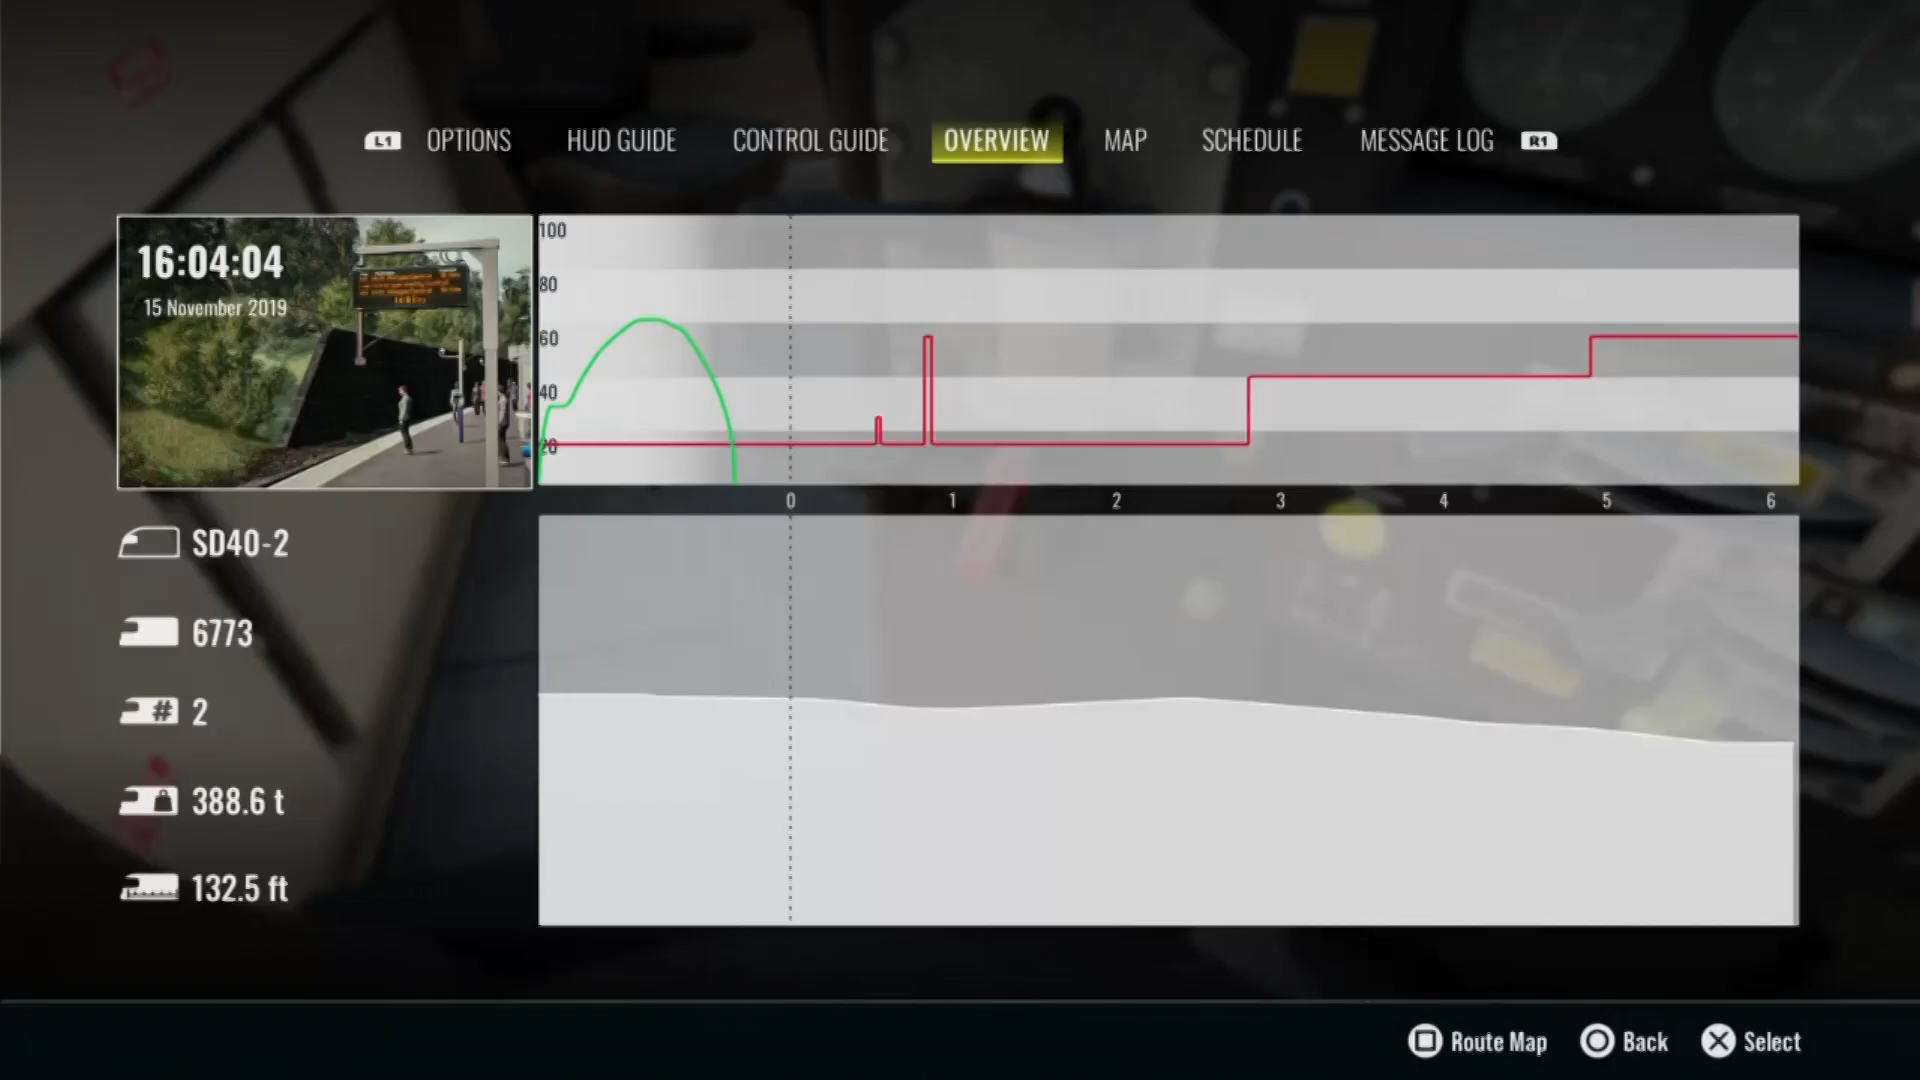 L1 OPTIONS HUD GUIDE CONTROL GUIDE OVERVIEW MAP SCHEDULE MESSAGE LOG R1
16:04:04
15 November 2019
100
80
60
40
20
0 1 2 3 4 5 6
SD40-2
6773
# 2
388.6 t
132.5 ft
Route Map Back Select